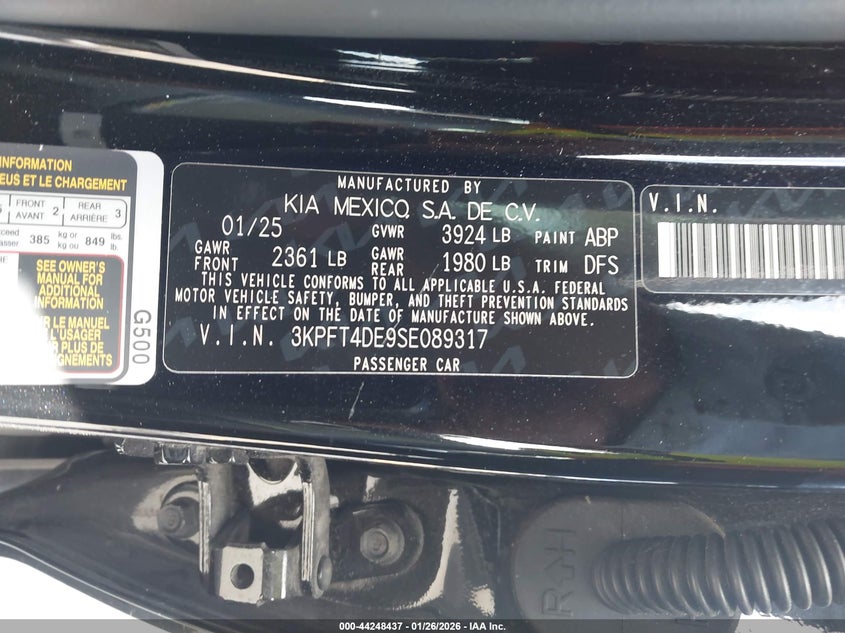 INFORMATION
EUS ET LE CHARGEMENT
FRONT
AVANT 2
REAR
ARRIÈRE 3
385 kg or
kg ou 849 lbs.
lb.
SEE OWNER'S
MANUAL FOR
ADDITIONAL
INFORMATION
LE MANUEL
L'USAGER
PLUS DE
G500
MANUFACTURED BY
KIA MEXICO, S.A. DE C.V.
01/25 GVWR 3924 LB PAINT ABP
GAWR FRONT 2361 LB GAWR REAR 1980 LB TRIM DFS
THIS VEHICLE CONFORMS TO ALL APPLICABLE U.S.A. FEDERAL
MOTOR VEHICLE SAFETY, BUMPER, AND THEFT PREVENTION STANDARDS
IN EFFECT ON THE DATE OF MANUFACTURE SHOWN ABOVE.
V.I.N. 3KPFT4DE9SE089317
PASSENGER CAR
V.I.N.
RH
000-44248437 - 01/26/2026 - IAA Inc.